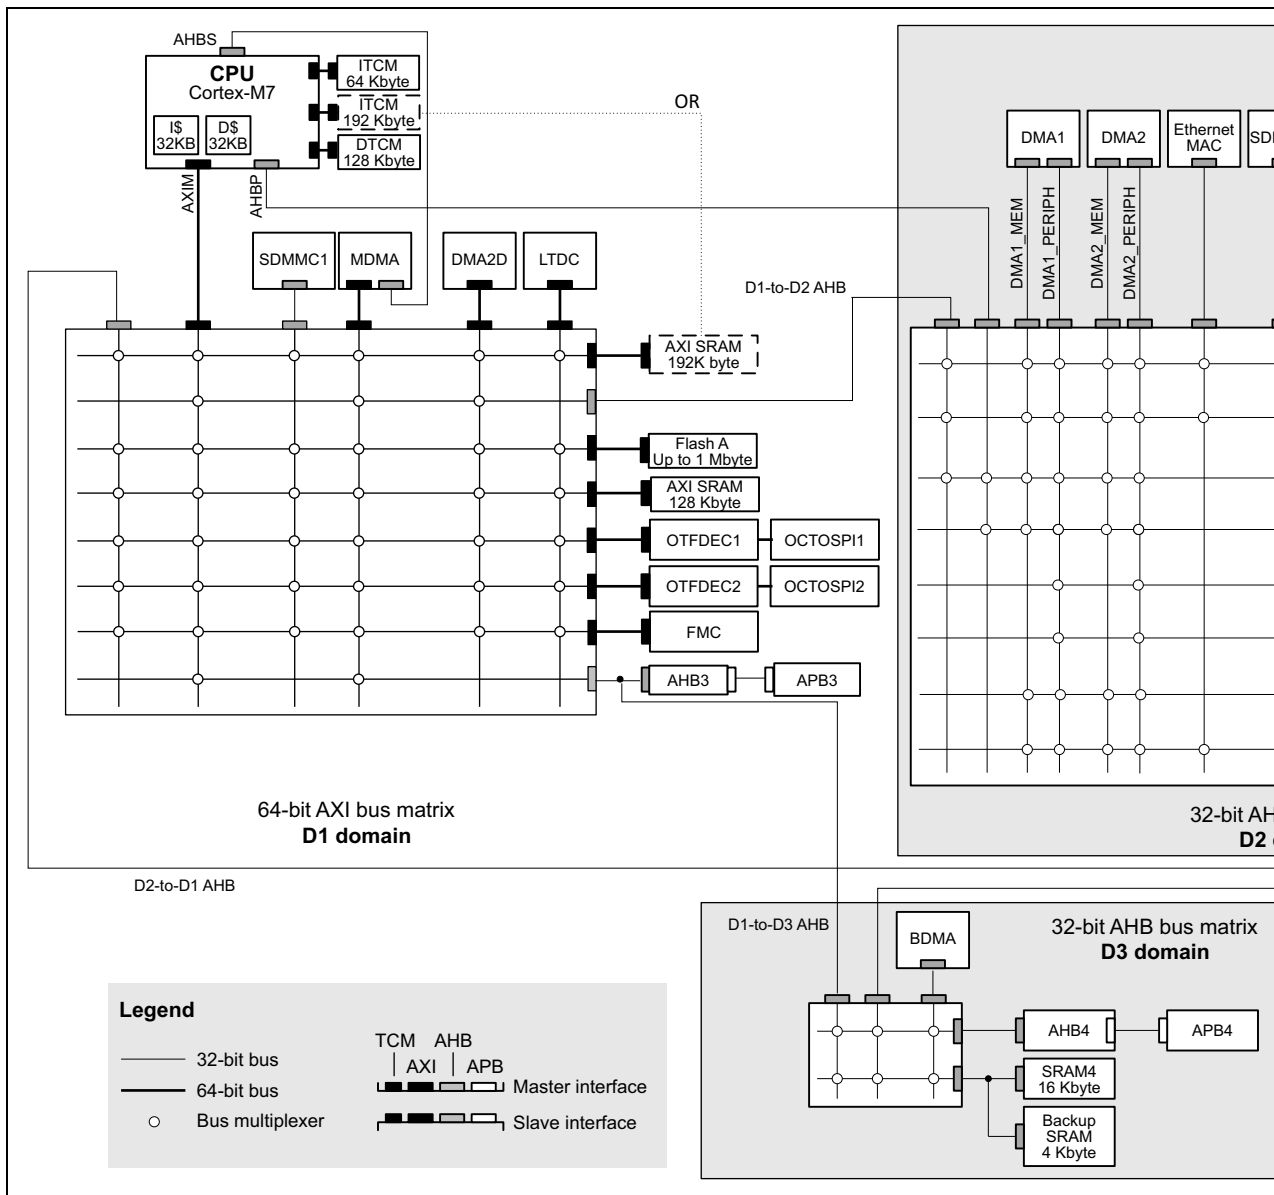 AHBS
CPU
Cortex-M7
I$
32KB
D$
32KB
ITCM
64 Kbyte
ITCM
192 Kbyte
DTCM
128 Kbyte
OR
AXIM
AHBP
SDMMC1
MDMA
DMA2D
LTDC
DMA1
DMA2
Ethernet
MAC
SD
DMA1_MEM
DMA1_PERIPH
DMA2_MEM
DMA2_PERIPH
D1-to-D2 AHB
AXI SRAM
192K byte
Flash A
Up to 1 Mbyte
AXI SRAM
128 Kbyte
OTFDEC1
OCTOSPI1
OTFDEC2
OCTOSPI2
FMC
AHB3
APB3
64-bit AXI bus matrix
D1 domain
32-bit AH
D2
D2-to-D1 AHB
D1-to-D3 AHB
BDMA
32-bit AHB bus matrix
D3 domain
AHB4
APB4
SRAM4
16 Kbyte
Backup
SRAM
4 Kbyte
Legend
32-bit bus
64-bit bus
Bus multiplexer
TCM AHB
AXI APB
Master interface
Slave interface